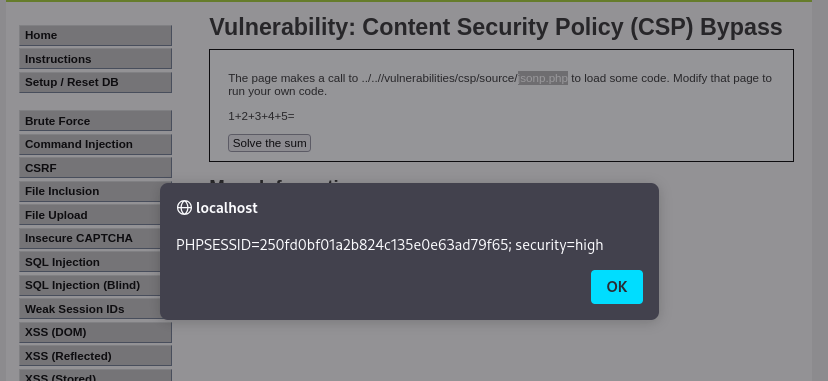 Vulnerability: Content Security Policy (CSP) Bypass
Home
Instructions
Setup / Reset DB
Brute Force
Command Injection
CSRF
File Inclusion
File Upload
Insecure CAPTCHA
SQL Injection
SQL Injection (Blind)
Weak Session IDs
XSS (DOM)
XSS (Reflected)
XSS (Stored)
The page makes a call to ../..//vulnerabilities/csp/source/jsonp.php to load some code. Modify that page to
run your own code.
1+2+3+4+5=
Solve the sum
localhost
PHPSESSID=250fd0bf01a2b824c135e0e63ad79f65; security=high
OK